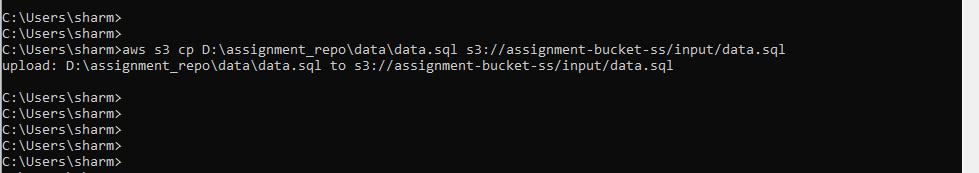 C:\Users\sharm>
C:\Users\sharm>
C:\Users\sharm>aws s3 cp D:\assignment_repo\data\data.sql s3://assignment-bucket-ss/input/data.sql
upload: D:\assignment_repo\data\data.sql to s3://assignment-bucket-ss/input/data.sql
C:\Users\sharm>
C:\Users\sharm>
C:\Users\sharm>
C:\Users\sharm>
C:\Users\sharm>